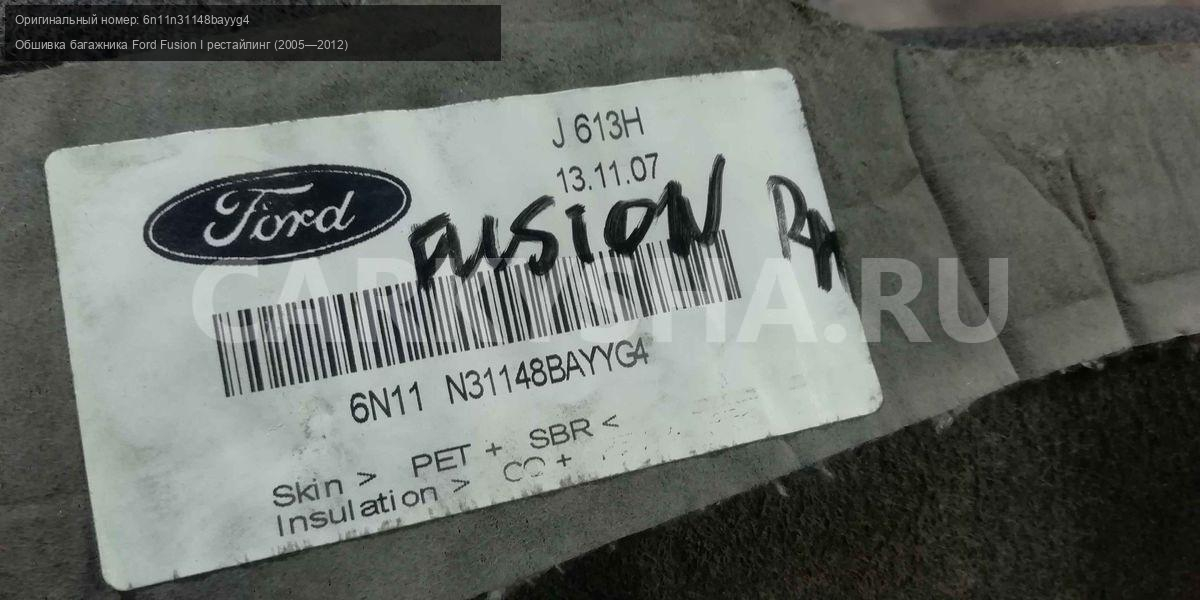 Оригинальный номер: 6n11n31148bayyg4
Обшивка багажника Ford Fusion I рестайлинг (2005—2012)
J 613H
13.11.07
Ford
FUSION
CARKUSHA.RU
6N11 N31148BAYYG4
Skin > PET + SBR <
Insulation > CO +